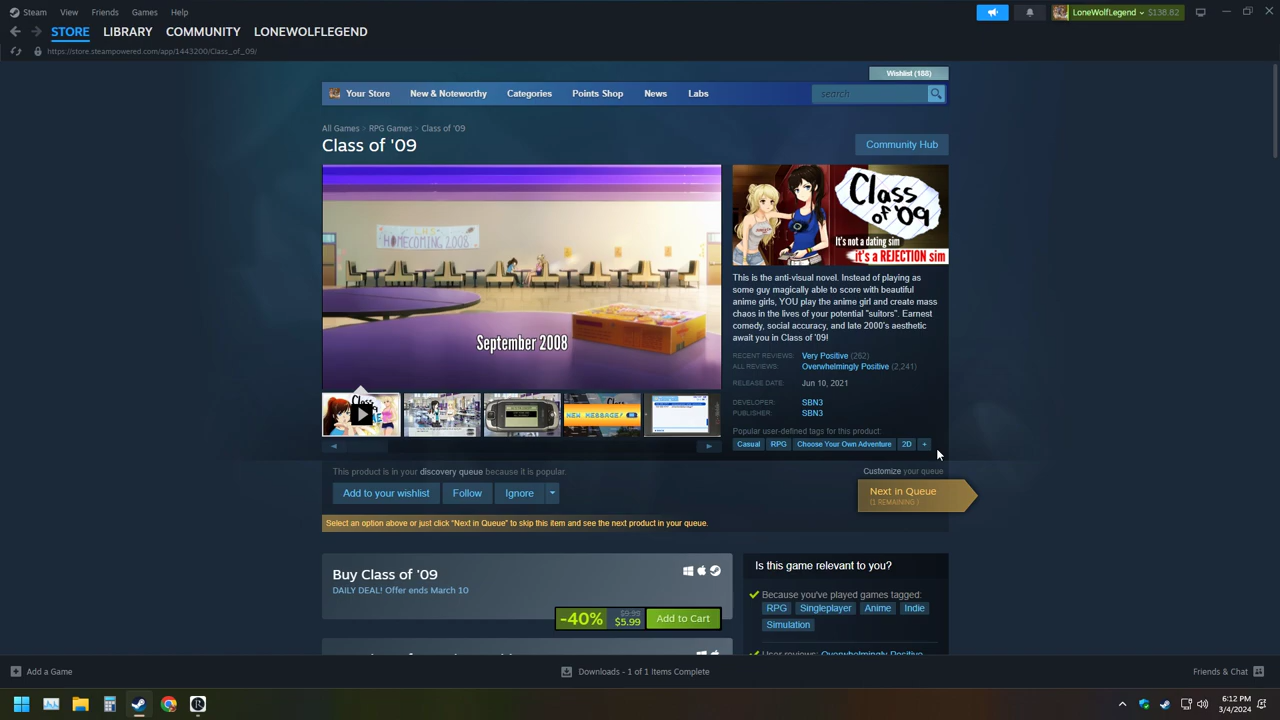 Steam View Friends Games Help
LoneWolfLegend $138.82
STORE LIBRARY COMMUNITY LONEWOLFLEGEND
https://store.steampowered.com/app/1443200/Class_of_09/
Wishlist (188)
Your Store New & Noteworthy Categories Points Shop News Labs search
All Games > RPG Games > Class of '09
Class of '09
Community Hub
LHS
HOMECOMING 2008
September 2008
Class
of '09
It's not a dating sim
it's a REJECTION sim
This is the anti-visual novel. Instead of playing as
some guy magically able to score with beautiful
anime girls, YOU play the anime girl and create mass
chaos in the lives of your potential "suitors". Earnest
comedy, social accuracy, and late 2000's aesthetic
await you in Class of '09!
RECENT REVIEWS: Very Positive (262)
ALL REVIEWS: Overwhelmingly Positive (2,241)
RELEASE DATE: Jun 10, 2021
DEVELOPER: SBN3
PUBLISHER: SBN3
Popular user-defined tags for this product:
Casual RPG Choose Your Own Adventure 2D +
NEW MESSAGE!
This product is in your discovery queue because it is popular.
Customize your queue
Add to your wishlist Follow Ignore
Next in Queue
(1 REMAINING )
Select an option above or just click "Next in Queue" to skip this item and see the next product in your queue.
Buy Class of '09
DAILY DEAL! Offer ends March 10
-40% $9.99 $5.99 Add to Cart
Is this game relevant to you?
Because you've played games tagged:
RPG Singleplayer Anime Indie
Simulation
User reviews: Overwhelmingly Positive
Add a Game
Downloads - 1 of 1 Items Complete
Friends & Chat
6:12 PM
3/4/2024